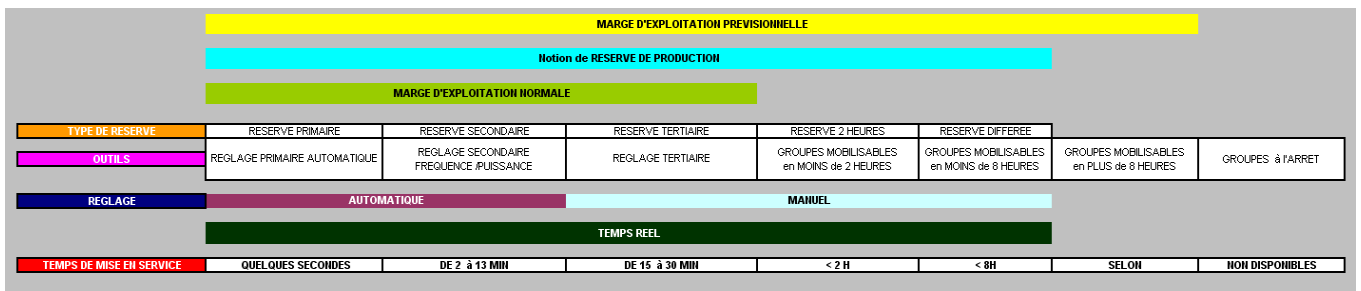 MARGE D'EXPLOITATION PREVISIONNELLE
Notion de RESERVE DE PRODUCTION
MARGE D'EXPLOITATION NORMALE
TYPE DE RESERVE RESERVE PRIMAIRE RESERVE SECONDAIRE RESERVE TERTIAIRE RESERVE 2 HEURES RESERVE DIFFEREE
OUTILS REGLAGE PRIMAIRE AUTOMATIQUE REGLAGE SECONDAIRE FREQUENCE /PUISSANCE REGLAGE TERTIAIRE GROUPES MOBILISABLES en MOINS de 2 HEURES GROUPES MOBILISABLES en MOINS de 8 HEURES GROUPES MOBILISABLES en PLUS de 8 HEURES GROUPES à l'ARRET
REGLAGE AUTOMATIQUE MANUEL
TEMPS REEL
TEMPS DE MISE EN SERVICE QUELQUES SECONDES DE 2 à 13 MIN DE 15 à 30 MIN < 2 H < 8H SELON NON DISPONIBLES